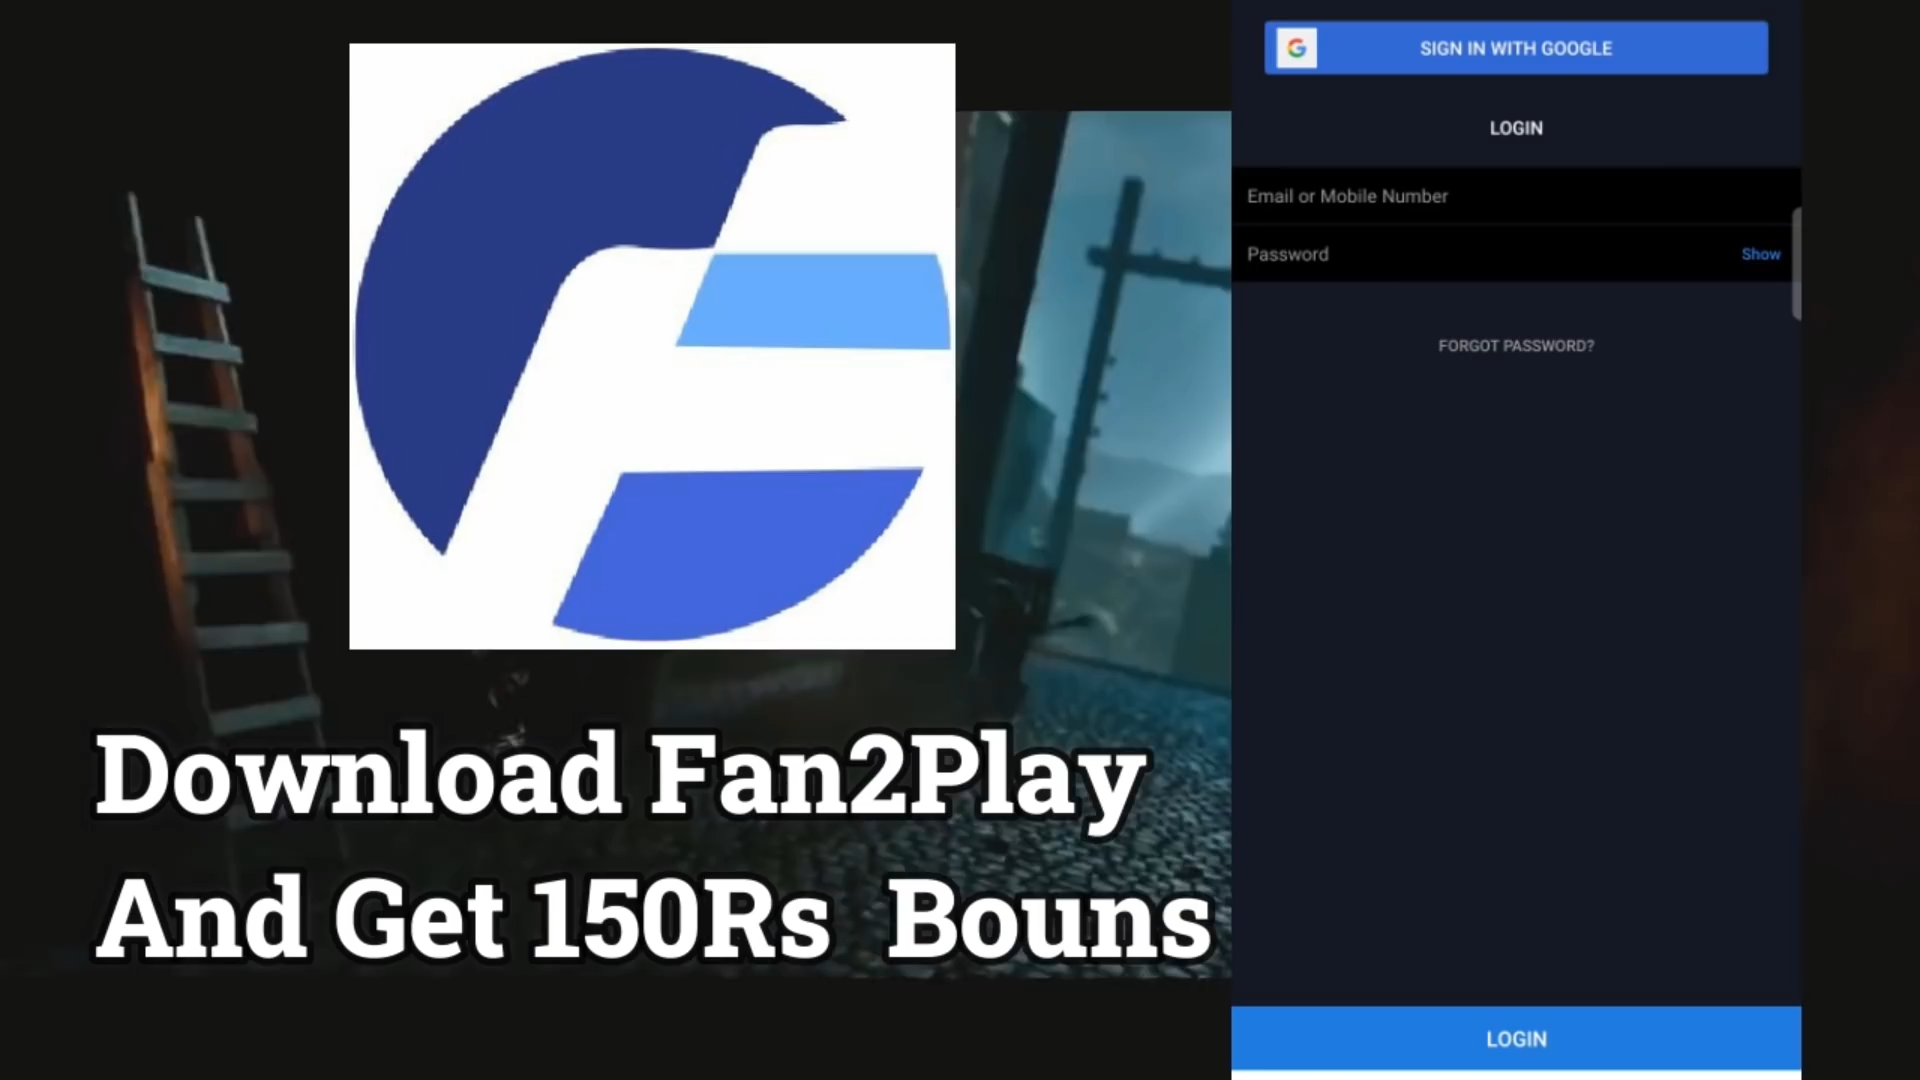 Download Fan2Play
And Get 150Rs Bouns
SIGN IN WITH GOOGLE
LOGIN
Email or Mobile Number
Password Show
FORGOT PASSWORD?
LOGIN